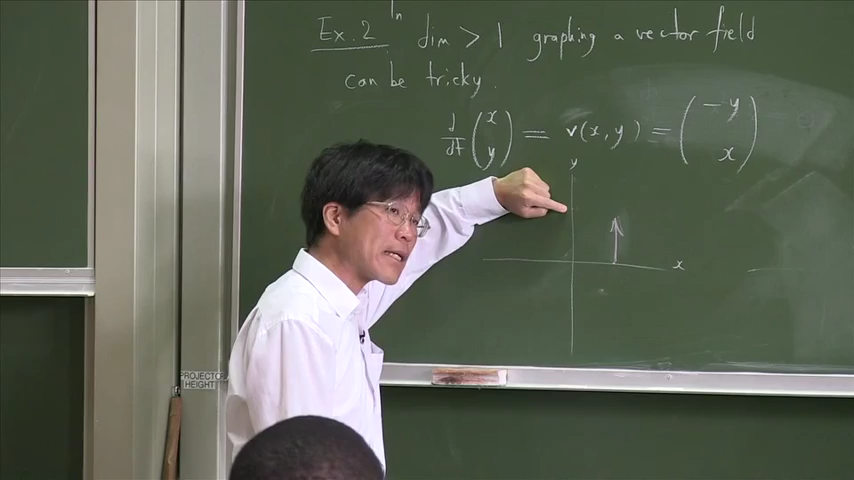 Ex. 2 In dim > 1 graphing a vector field
can be tricky.
d/dt (x y) = v(x, y) = (-y x)
y
x
PROJECTOR
HEIGHT